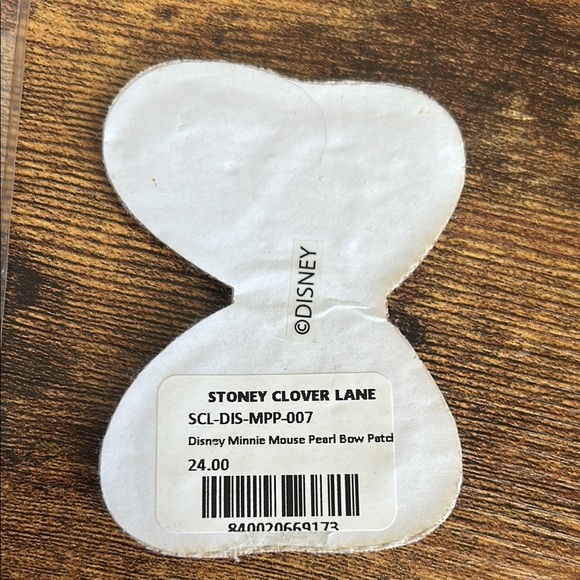 ©DISNEY
STONEY CLOVER LANE
SCL-DIS-MPP-007
Disney Minnie Mouse Pearl Bow Patch
24.00
840020669173